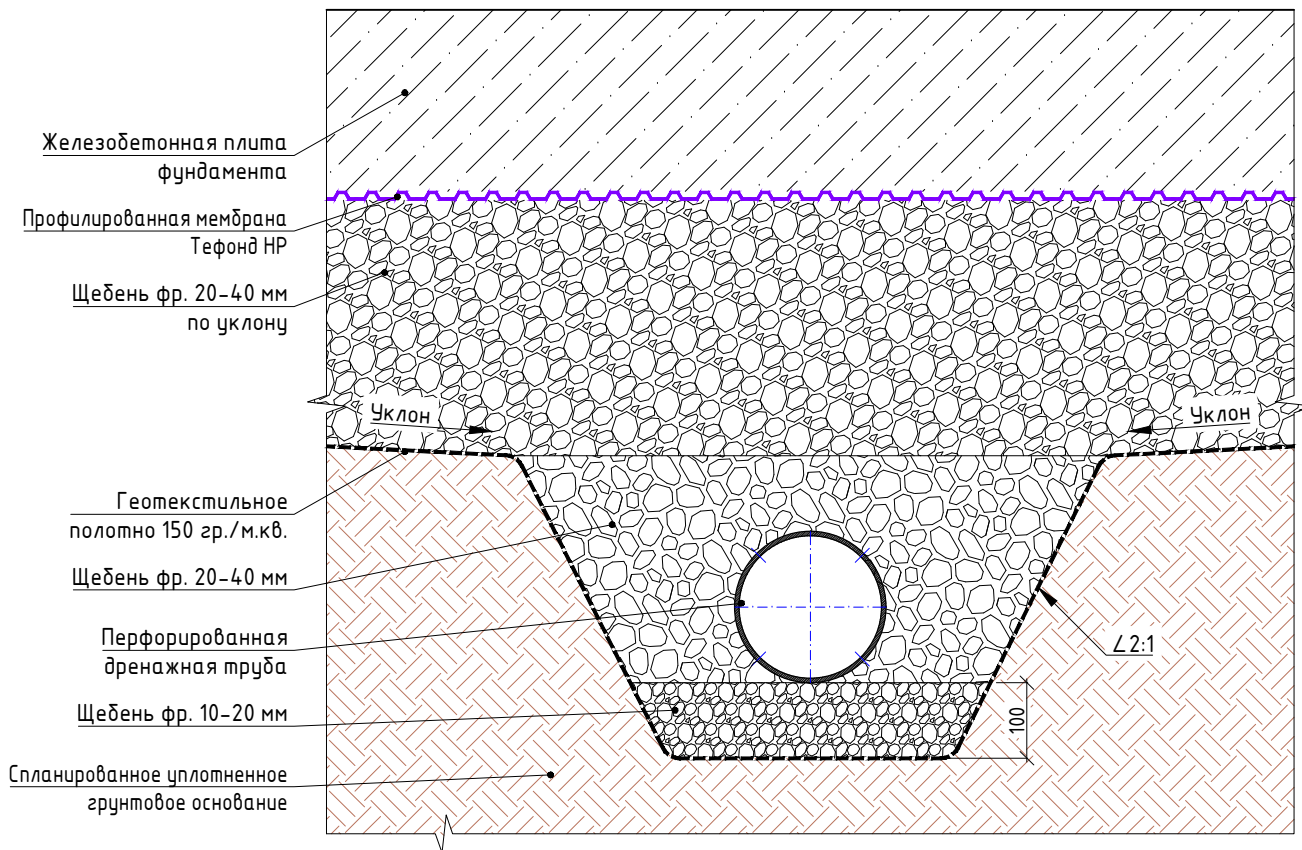 Железобетонная плита
фундамента
Профилированная мембрана
Тефонд HP
Щебень фр. 20-40 мм
по уклону
Уклон
Уклон
Геотекстильное
полотно 150 гр./м.кв.
Щебень фр. 20-40 мм
Перфорированная
дренажная труба
∠2:1
Щебень фр. 10-20 мм
100
Спланированное уплотненное
грунтовое основание